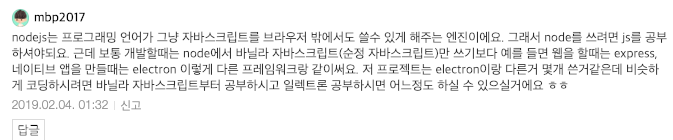 mbp2017
nodejs는 프로그래밍 언어가 그냥 자바스크립트를 브라우저 밖에서도 쓸수 있게 해주는 엔진이에요. 그래서 node를 쓰려면 js를 공부
하셔야되요. 근데 보통 개발할때는 node에서 바닐라 자바스크립트(순정 자바스크립트)만 쓰기보다 예를 들면 웹을 할때는 express,
네이티브 앱을 만들때는 electron 이렇게 다른 프레임워크랑 같이써요. 저 프로젝트는 electron이랑 다른거 몇개 쓴거같은데 비슷하
게 코딩하시려면 바닐라 자바스크립트부터 공부하시고 일렉트론 공부하시면 어느정도 하실 수 있으실거에요 ㅎㅎ
2019.02.04. 01:32 | 신고
답글